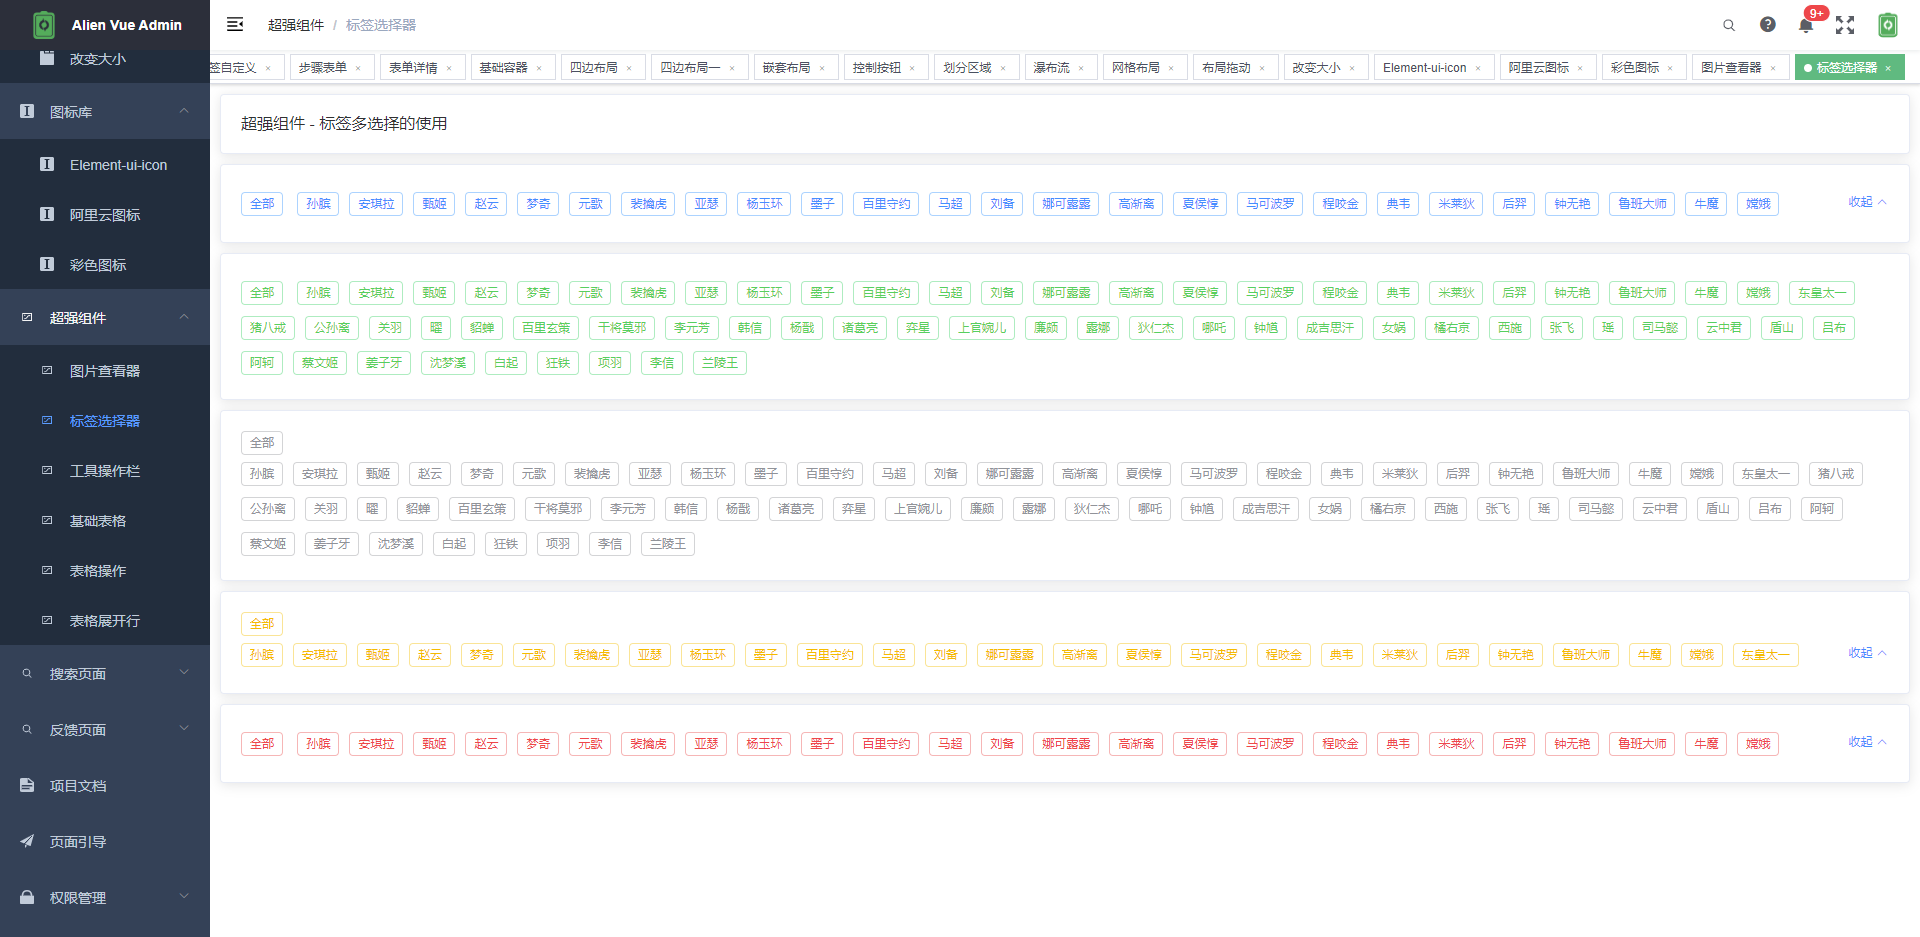 Alien Vue Admin
改变大小
图标库
Element-ui-icon
阿里云图标
彩色图标
超强组件
图片查看器
标签选择器
工具操作栏
基础表格
表格操作
表格展开行
搜索页面
反馈页面
项目文档
页面引导
权限管理
超强组件 / 标签选择器
9+
签自定义 × 步骤表单 × 表单详情 × 基础容器 × 四边布局 × 四边布局一 × 嵌套布局 × 控制按钮 × 划分区域 × 瀑布流 × 网格布局 × 布局拖动 × 改变大小 × Element-ui-icon × 阿里云图标 × 彩色图标 × 图片查看器 × 标签选择器 ×
超强组件 - 标签多选择的使用
全部 孙膑 安琪拉 甄姬 赵云 梦奇 元歌 裴擒虎 亚瑟 杨玉环 墨子 百里守约 马超 刘备 娜可露露 高渐离 夏侯惇 马可波罗 程咬金 典韦 米莱狄 后羿 钟无艳 鲁班大师 牛魔 嫦娥 收起
全部 孙膑 安琪拉 甄姬 赵云 梦奇 元歌 裴擒虎 亚瑟 杨玉环 墨子 百里守约 马超 刘备 娜可露露 高渐离 夏侯惇 马可波罗 程咬金 典韦 米莱狄 后羿 钟无艳 鲁班大师 牛魔 嫦娥 东皇太一
猪八戒 公孙离 关羽 曜 貂蝉 百里玄策 干将莫邪 李元芳 韩信 杨戬 诸葛亮 弈星 上官婉儿 廉颇 露娜 狄仁杰 哪吒 钟馗 成吉思汗 女娲 橘右京 西施 张飞 瑶 司马懿 云中君 盾山 吕布
阿轲 蔡文姬 姜子牙 沈梦溪 白起 狂铁 项羽 李信 兰陵王
全部
孙膑 安琪拉 甄姬 赵云 梦奇 元歌 裴擒虎 亚瑟 杨玉环 墨子 百里守约 马超 刘备 娜可露露 高渐离 夏侯惇 马可波罗 程咬金 典韦 米莱狄 后羿 钟无艳 鲁班大师 牛魔 嫦娥 东皇太一 猪八戒
公孙离 关羽 曜 貂蝉 百里玄策 干将莫邪 李元芳 韩信 杨戬 诸葛亮 弈星 上官婉儿 廉颇 露娜 狄仁杰 哪吒 钟馗 成吉思汗 女娲 橘右京 西施 张飞 瑶 司马懿 云中君 盾山 吕布 阿轲
蔡文姬 姜子牙 沈梦溪 白起 狂铁 项羽 李信 兰陵王
全部
孙膑 安琪拉 甄姬 赵云 梦奇 元歌 裴擒虎 亚瑟 杨玉环 墨子 百里守约 马超 刘备 娜可露露 高渐离 夏侯惇 马可波罗 程咬金 典韦 米莱狄 后羿 钟无艳 鲁班大师 牛魔 嫦娥 东皇太一 收起
全部 孙膑 安琪拉 甄姬 赵云 梦奇 元歌 裴擒虎 亚瑟 杨玉环 墨子 百里守约 马超 刘备 娜可露露 高渐离 夏侯惇 马可波罗 程咬金 典韦 米莱狄 后羿 钟无艳 鲁班大师 牛魔 嫦娥 收起